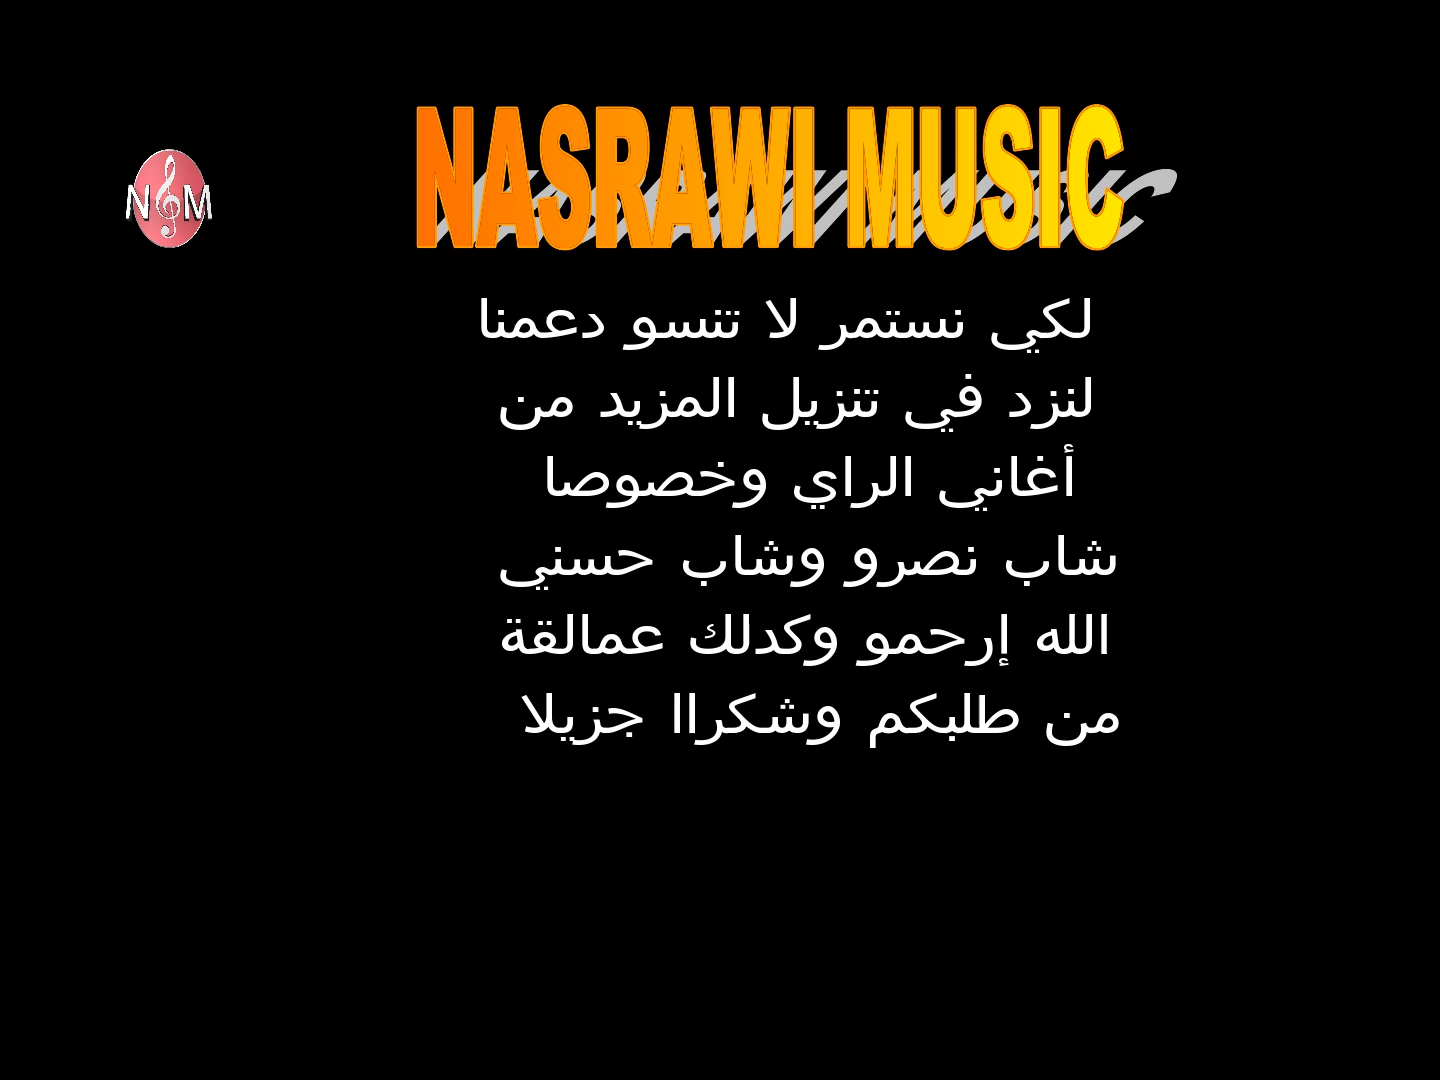 NASRAWI MUSIC
N M
لكي نستمر لا تنسو دعمنا
لنزد في تنزيل المزيد من
أغاني الراي وخصوصا
شاب نصرو وشاب حسني
الله إرحمو وكدلك عمالقة
من طلبكم وشكراا جزيلا